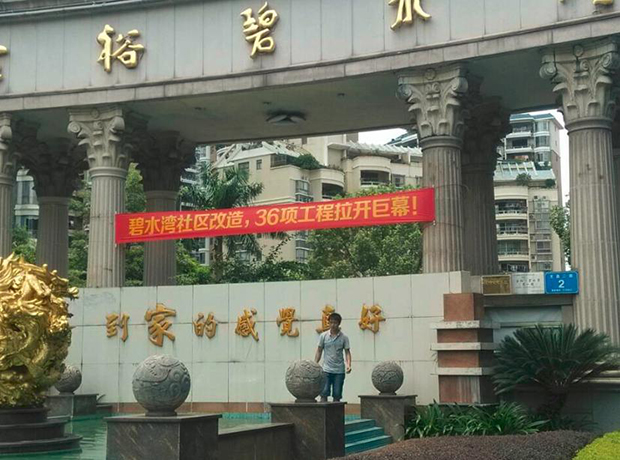 裕碧水
碧水湾社区改造，36项工程拉开巨幕！
到家的感覺真好
2